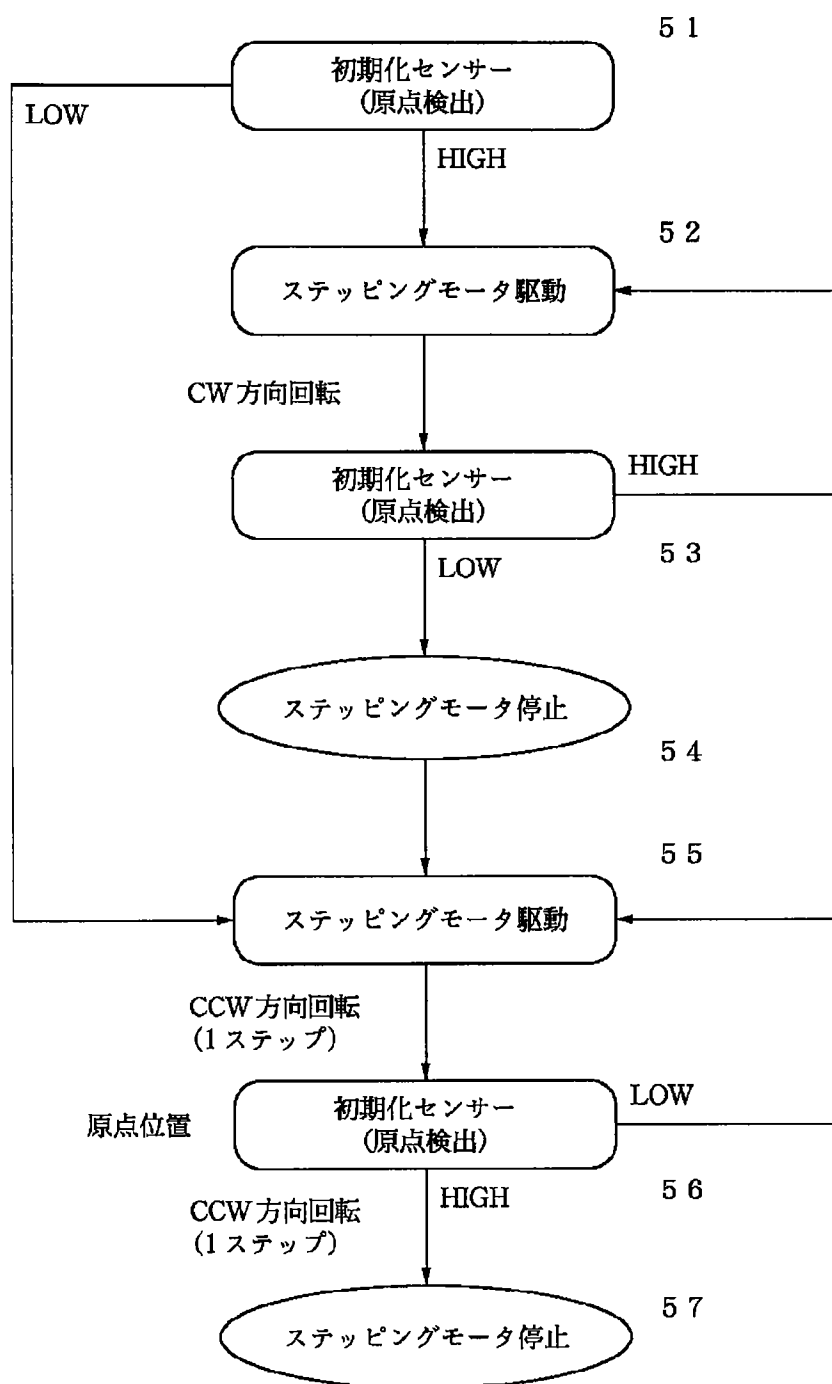 ５１
初期化センサー
(原点検出)
LOW
HIGH
５２
ステッピングモータ駆動
CW方向回転
初期化センサー
(原点検出)
HIGH
５３
LOW
ステッピングモータ停止
５４
５５
ステッピングモータ駆動
CCW方向回転
(1ステップ)
原点位置
初期化センサー
(原点検出)
LOW
５６
HIGH
CCW方向回転
(1ステップ)
５７
ステッピングモータ停止